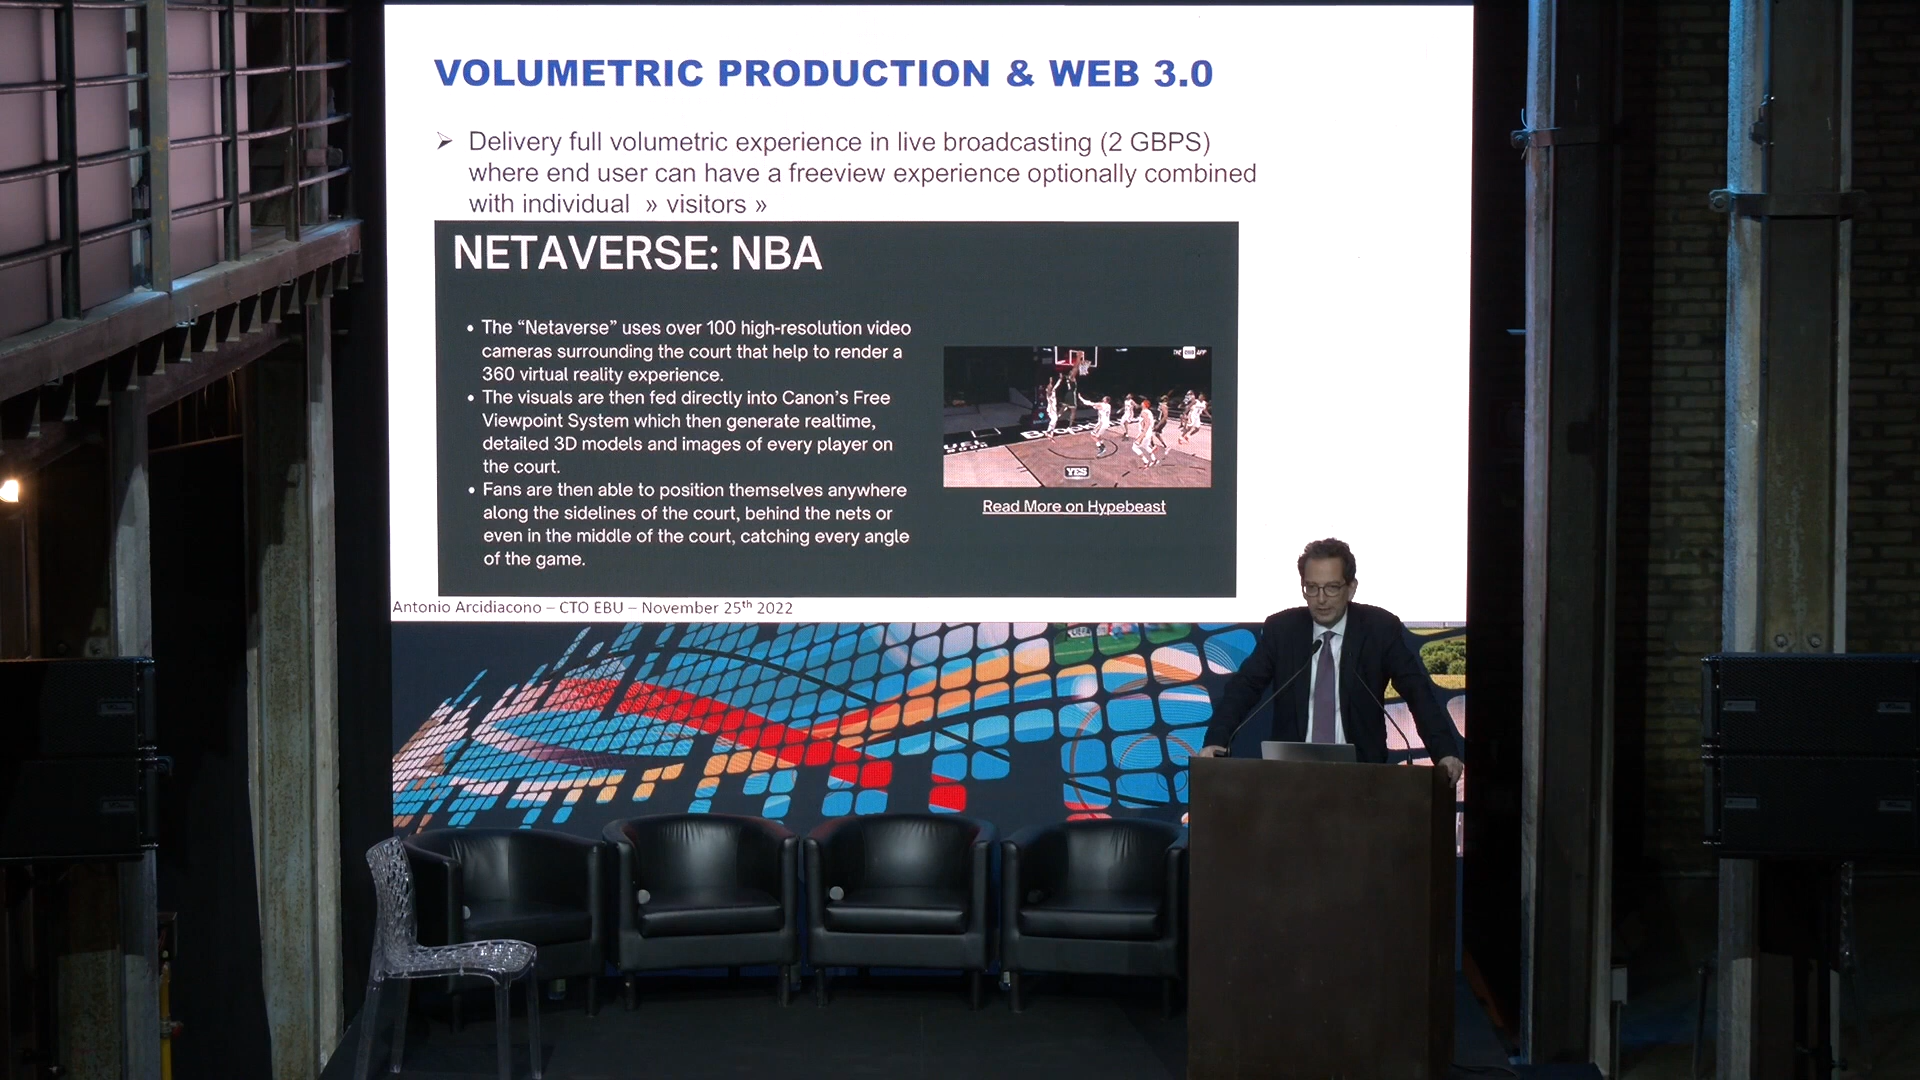 VOLUMETRIC PRODUCTION & WEB 3.0
➢ Delivery full volumetric experience in live broadcasting (2 GBPS)
where end user can have a freeview experience optionally combined
with individual » visitors »
NETAVERSE: NBA
• The “Netaverse” uses over 100 high-resolution video
cameras surrounding the court that help to render a
360 virtual reality experience.
• The visuals are then fed directly into Canon’s Free
Viewpoint System which then generate realtime,
detailed 3D models and images of every player on
the court.
• Fans are then able to position themselves anywhere
along the sidelines of the court, behind the nets or
even in the middle of the court, catching every angle
of the game.
YES
Read More on Hypebeast
Antonio Arcidiacono – CTO EBU – November 25th 2022